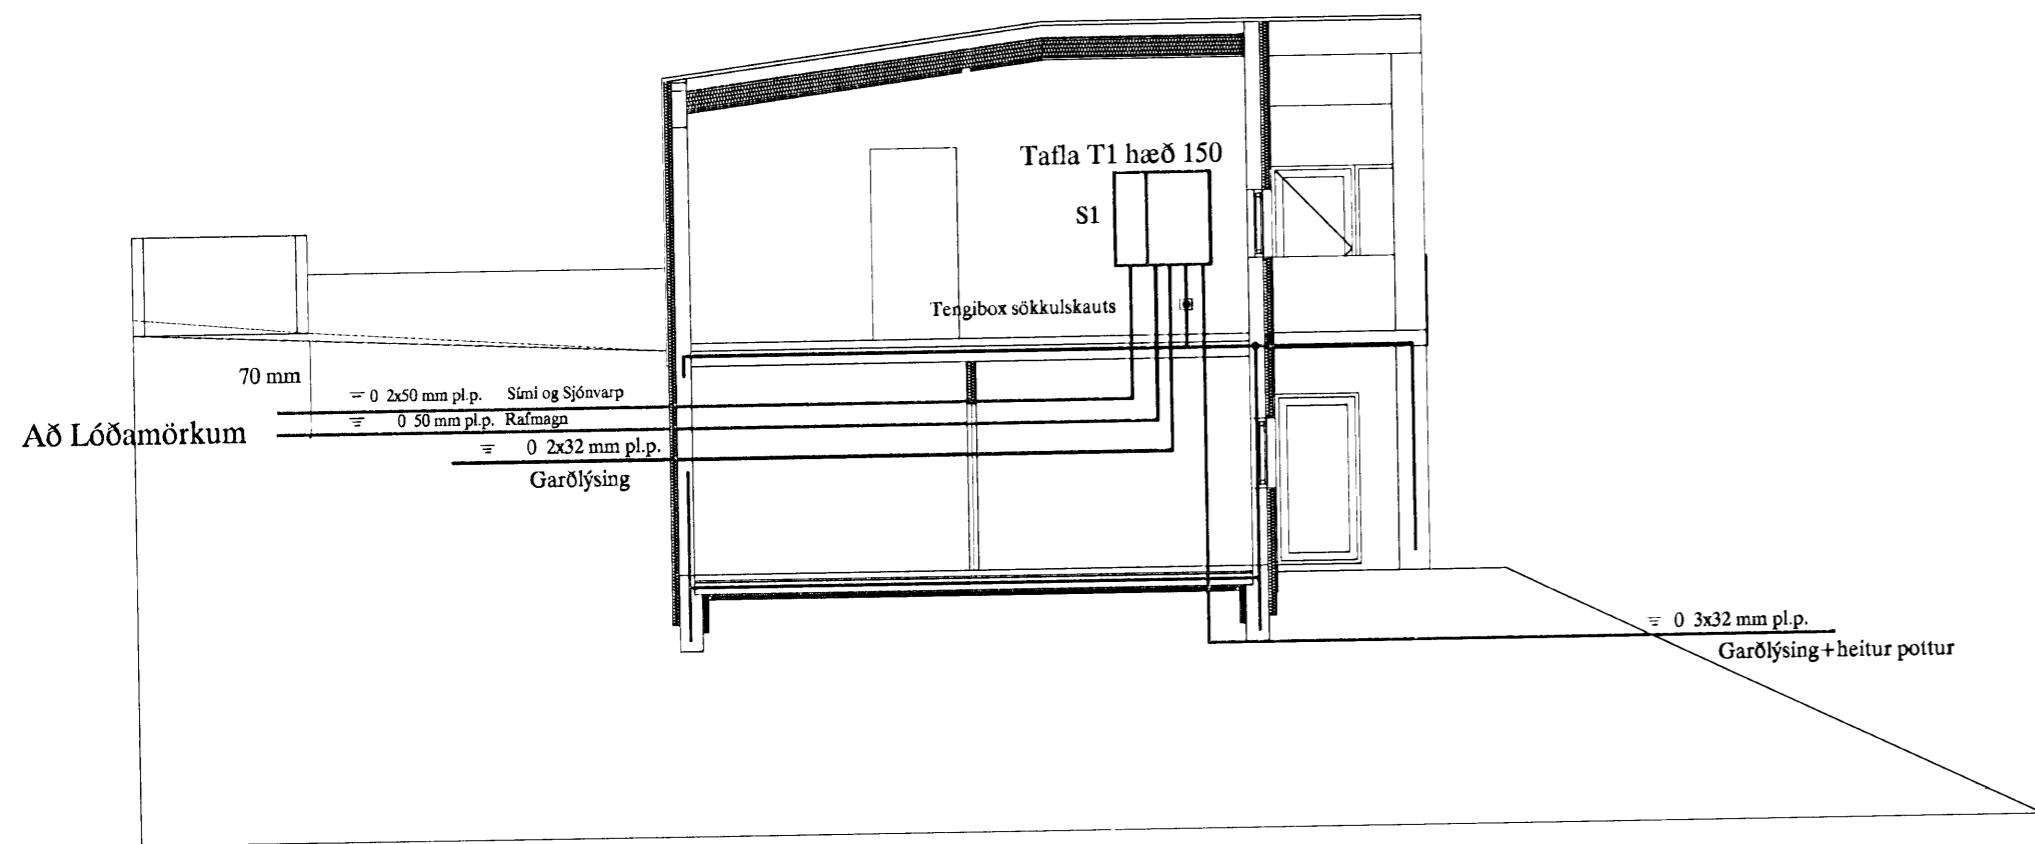 Tafla T1 hæð 150
S1
Tengibox sökkulskauts
70 mm
0 2x50 mm pl.p. Sími og Sjónvarp
0 50 mm pl.p. Rafmagn
Að Lóðamörkum
0 2x32 mm pl.p.
Garðlýsing
0 3x32 mm pl.p.
Garðlýsing+heitur pottur